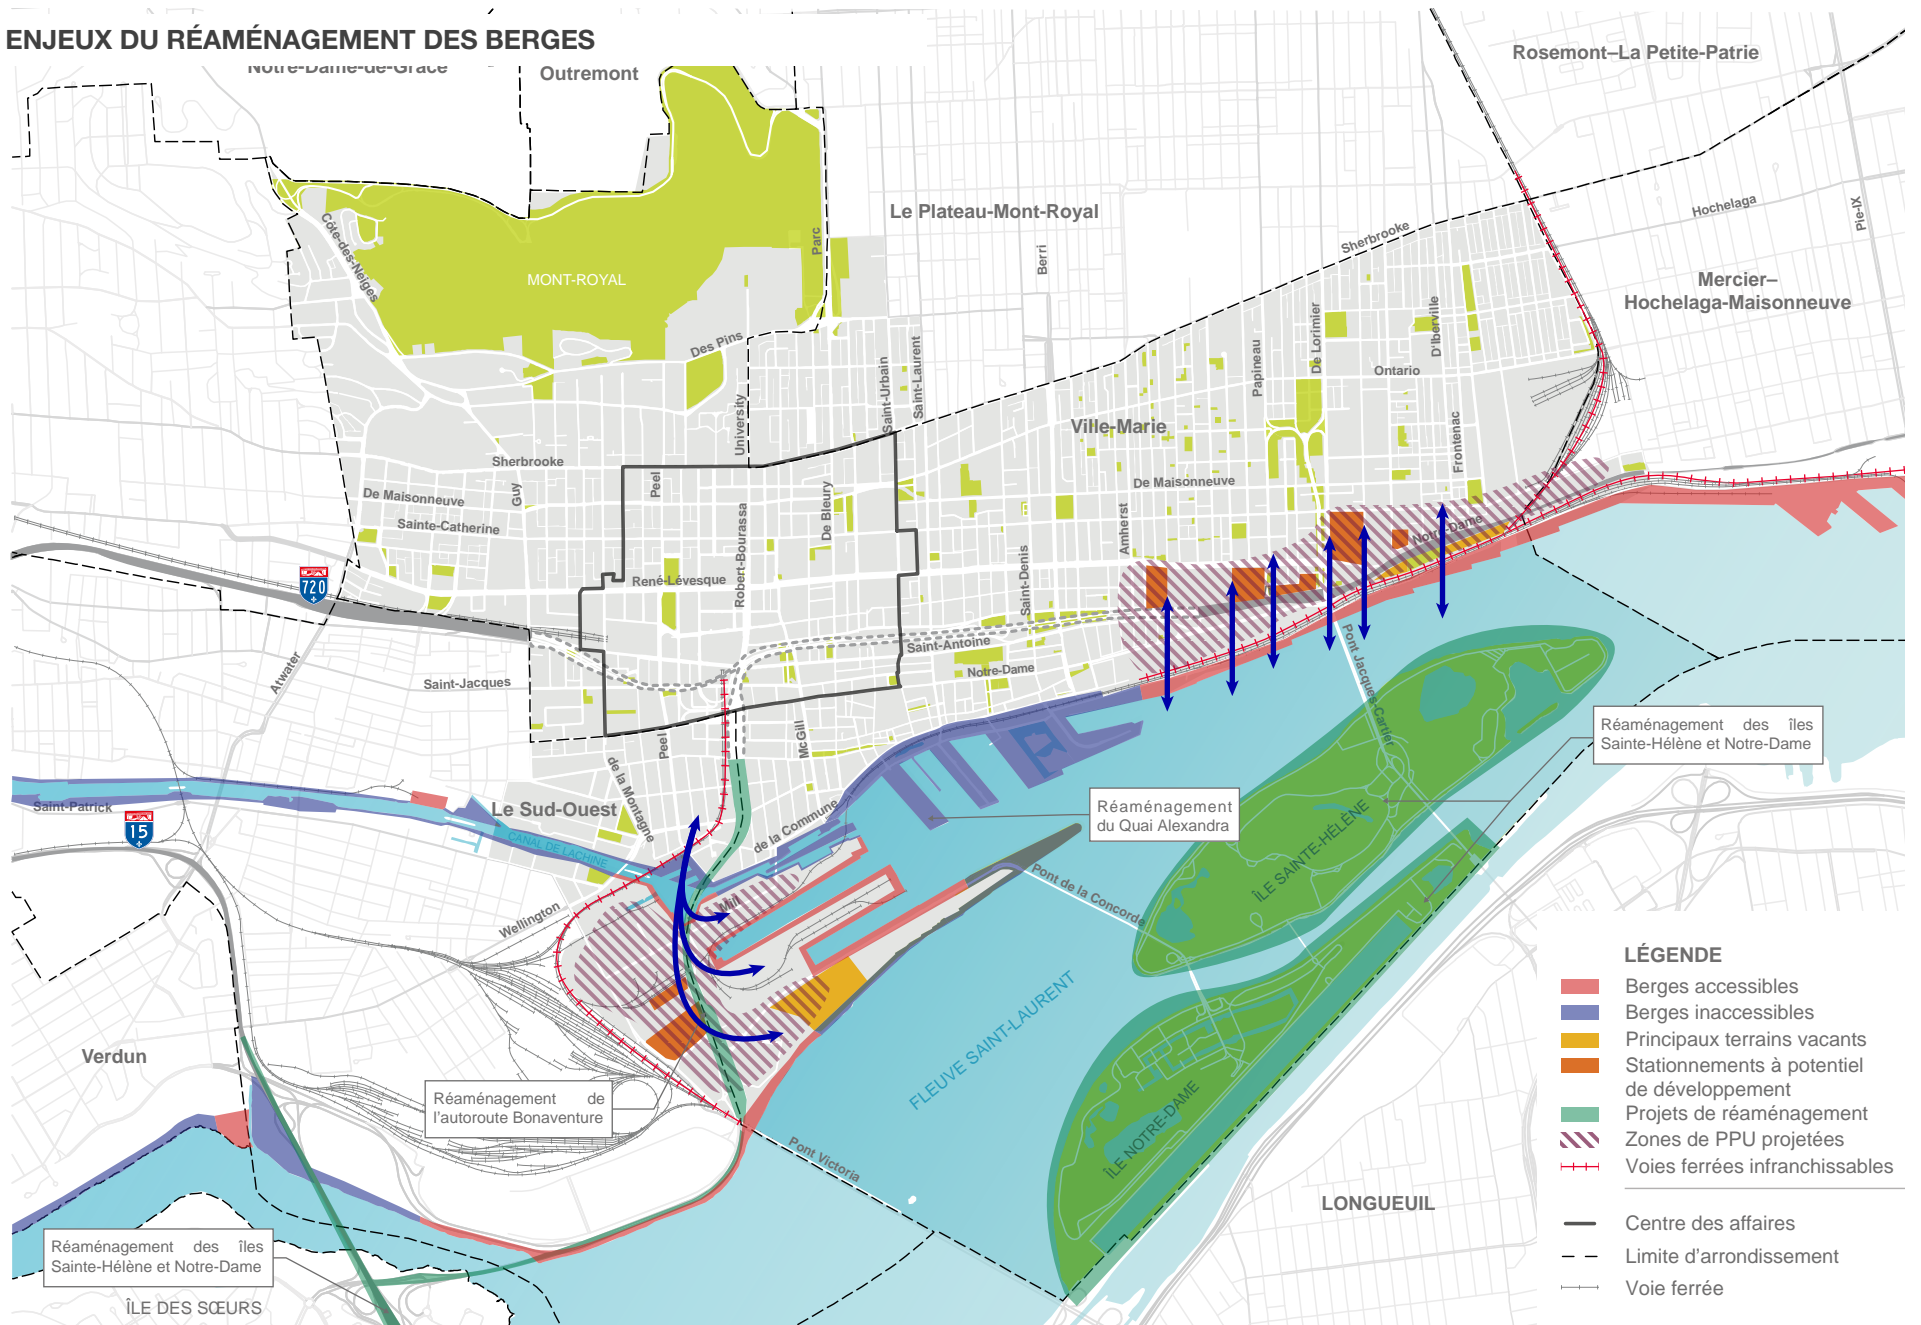 ENJEUX DU RÉAMÉNAGEMENT DES BERGES
Notre-Dame-de-Grâce
Outremont
Rosemont–La Petite-Patrie
Le Plateau-Mont-Royal
Mercier–
Hochelaga-Maisonneuve
Hochelaga
Pie-IX
Sherbrooke
Berri
Parc
Côte-des-Neiges
MONT-ROYAL
Des Pins
University
Saint-Urbain
Saint-Laurent
Papineau
De Lorimier
D'Iberville
Ontario
Frontenac
Ville-Marie
Sherbrooke
Peel
Guy
De Maisonneuve
Sainte-Catherine
De Bleury
Robert-Bourassa
René-Lévesque
De Maisonneuve
Amherst
Saint-Denis
Notre-Dame
720
Saint-Antoine
Notre-Dame
Atwater
Saint-Jacques
Peel
McGill
de la Montagne
de la Commune
Saint-Patrick
15
Le Sud-Ouest
CANAL DE LACHINE
Wellington
Mill
Pont Jacques-Cartier
Pont de la Concorde
Réaménagement des îles
Sainte-Hélène et Notre-Dame
Réaménagement
du Quai Alexandra
ÎLE SAINTE-HÉLÈNE
FLEUVE SAINT-LAURENT
ÎLE NOTRE-DAME
Verdun
Réaménagement de
l'autoroute Bonaventure
Pont Victoria
LONGUEUIL
Réaménagement des îles
Sainte-Hélène et Notre-Dame
ÎLE DES SŒURS
LÉGENDE
Berges accessibles
Berges inaccessibles
Principaux terrains vacants
Stationnements à potentiel
de développement
Projets de réaménagement
Zones de PPU projetées
Voies ferrées infranchissables
Centre des affaires
Limite d'arrondissement
Voie ferrée